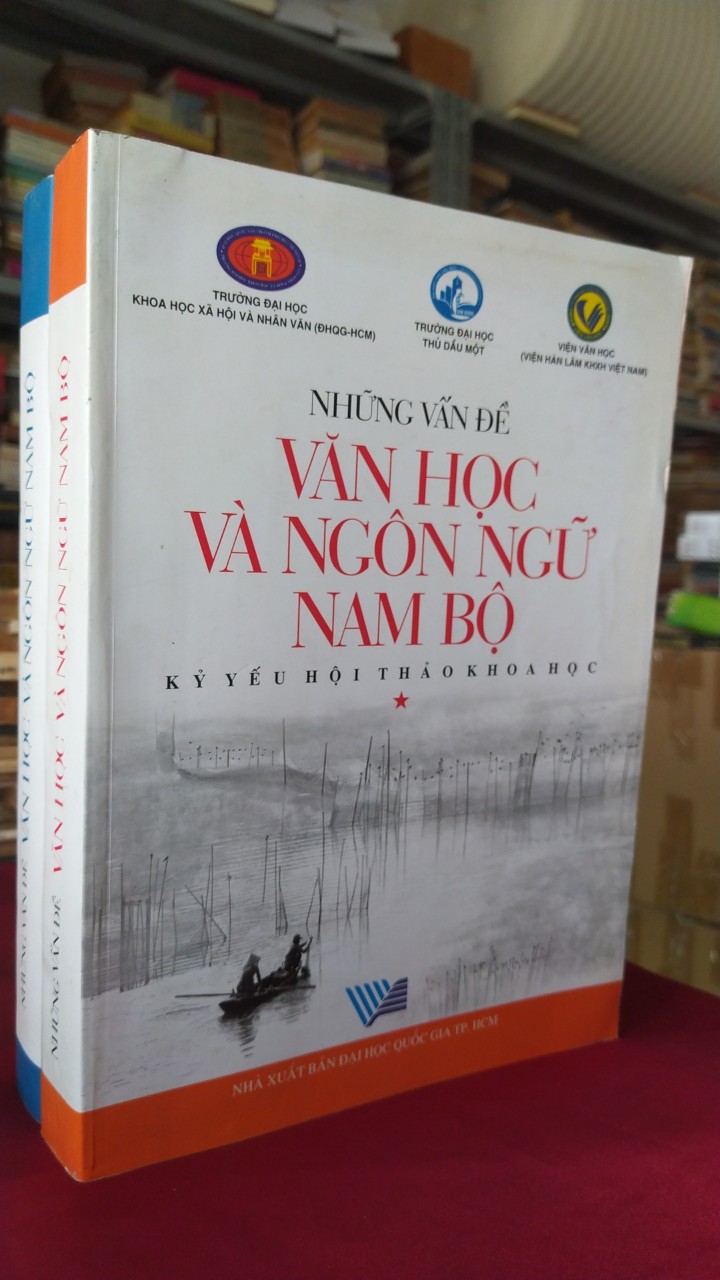 TRƯỜNG ĐẠI HỌC
KHOA HỌC XÃ HỘI VÀ NHÂN VĂN (ĐHQG-HCM)
TRƯỜNG ĐẠI HỌC
THỦ DẦU MỘT
VIỆN VĂN HỌC
(VIỆN HÀN LÂM KHXH VIỆT NAM)
NHỮNG VẤN ĐỀ
VĂN HỌC
VÀ NGÔN NGỮ
NAM BỘ
KỶ YẾU HỘI THẢO KHOA HỌC
NHÀ XUẤT BẢN ĐẠI HỌC QUỐC GIA TP. HCM
NHỮNG VẤN ĐỀ VĂN HỌC VÀ NGÔN NGỮ NAM BỘ
NHỮNG VẤN ĐỀ VĂN HỌC VÀ NGÔN NGỮ NAM BỘ